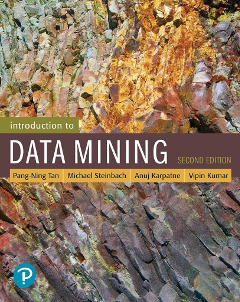 introduction to
DATA MINING SECOND EDITION
Pang-Ning Tan Michael Steinbach Anuj Karpatne Vipin Kumar
P